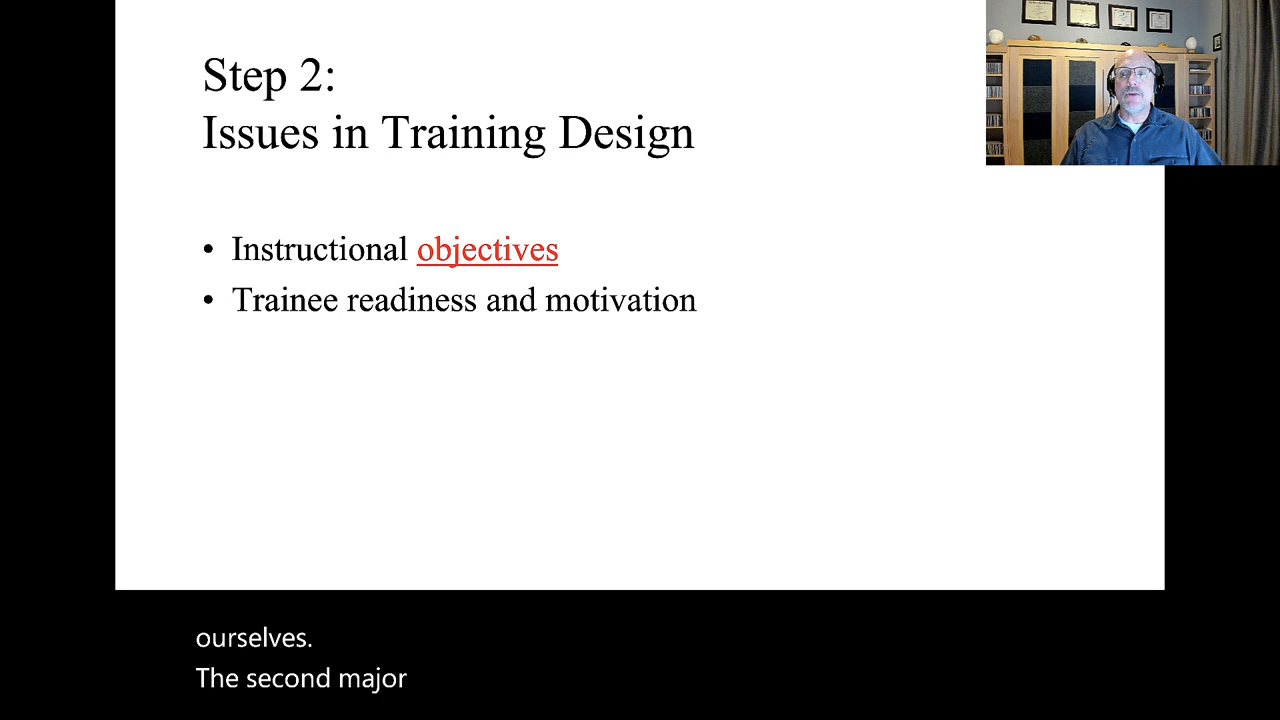 Step 2:
Issues in Training Design
• Instructional objectives
• Trainee readiness and motivation
ourselves.
The second major